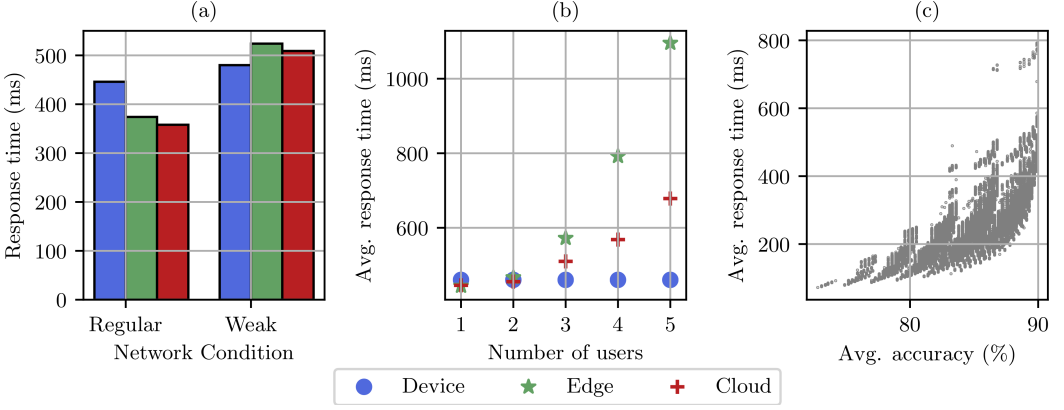 (a)
Response time (ms)
500
400
300
200
100
0
Regular
Weak
Network Condition
(b)
Avg. response time (ms)
1000
800
600
1
2
3
4
5
Number of users
(c)
Avg. response time (ms)
800
600
400
200
80
90
Avg. accuracy (%)
Device
Edge
Cloud